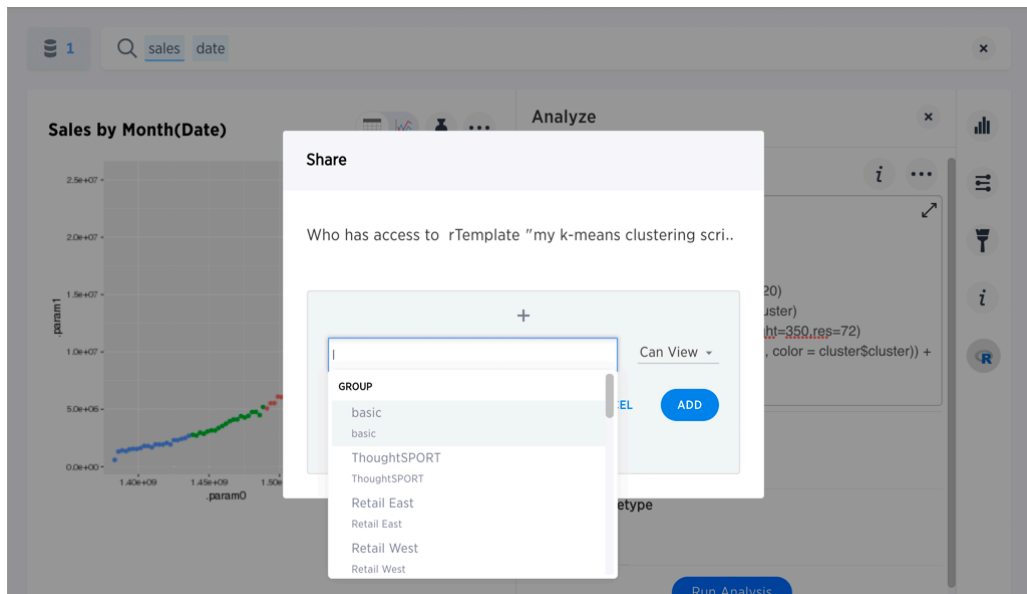 1
sales date
×
Sales by Month(Date)
Analyze
×
Share
i
Who has access to rTemplate "my k-means clustering scri..
2.5e+07
2.0e+07
1.5e+07
1.0e+07
5.0e+06
0.0e+00
.param1
1.40e+09 1.45e+09
.param0
+
Can View
GROUP
basic
basic
ThoughtSPORT
ThoughtSPORT
Retail East
Retail East
Retail West
Retail West
CEL
ADD
20)
uster)
ht=350,res=72)
, color = cluster$cluster)) +
i
R
etype
Run Analysis